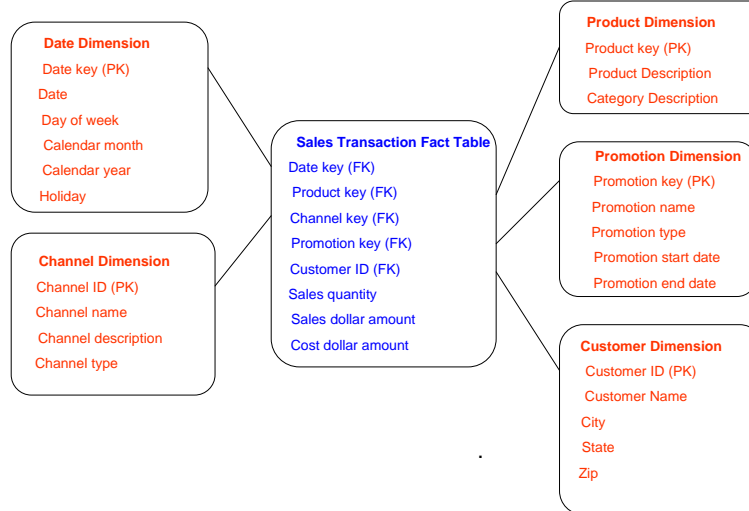 Date Dimension
Date key (PK)
Date
Day of week
Calendar month
Calendar year
Holiday
Channel Dimension
Channel ID (PK)
Channel name
Channel description
Channel type
Sales Transaction Fact Table
Date key (FK)
Product key (FK)
Channel key (FK)
Promotion key (FK)
Customer ID (FK)
Sales quantity
Sales dollar amount
Cost dollar amount
Product Dimension
Product key (PK)
Product Description
Category Description
Promotion Dimension
Promotion key (PK)
Promotion name
Promotion type
Promotion start date
Promotion end date
Customer Dimension
Customer ID (PK)
Customer Name
City
State
Zip
.